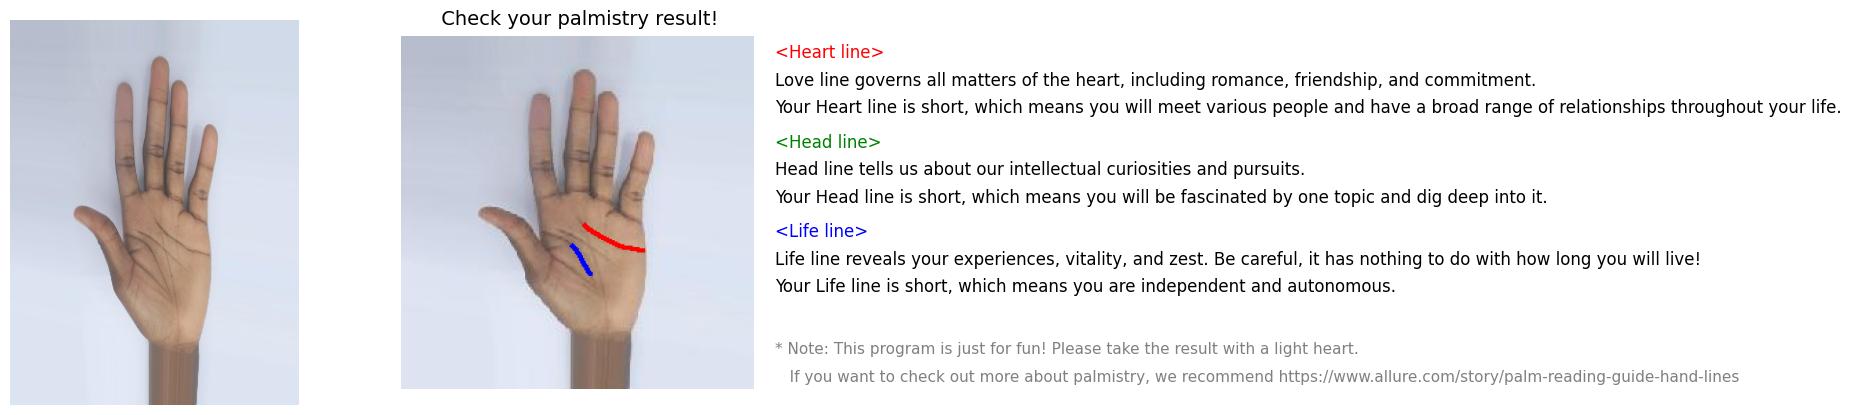 Check your palmistry result!
<Heart line>
Love line governs all matters of the heart, including romance, friendship, and commitment.
Your Heart line is short, which means you will meet various people and have a broad range of relationships throughout your life.
<Head line>
Head line tells us about our intellectual curiosities and pursuits.
Your Head line is short, which means you will be fascinated by one topic and dig deep into it.
<Life line>
Life line reveals your experiences, vitality, and zest. Be careful, it has nothing to do with how long you will live!
Your Life line is short, which means you are independent and autonomous.
* Note: This program is just for fun! Please take the result with a light heart.
If you want to check out more about palmistry, we recommend https://www.allure.com/story/palm-reading-guide-hand-lines